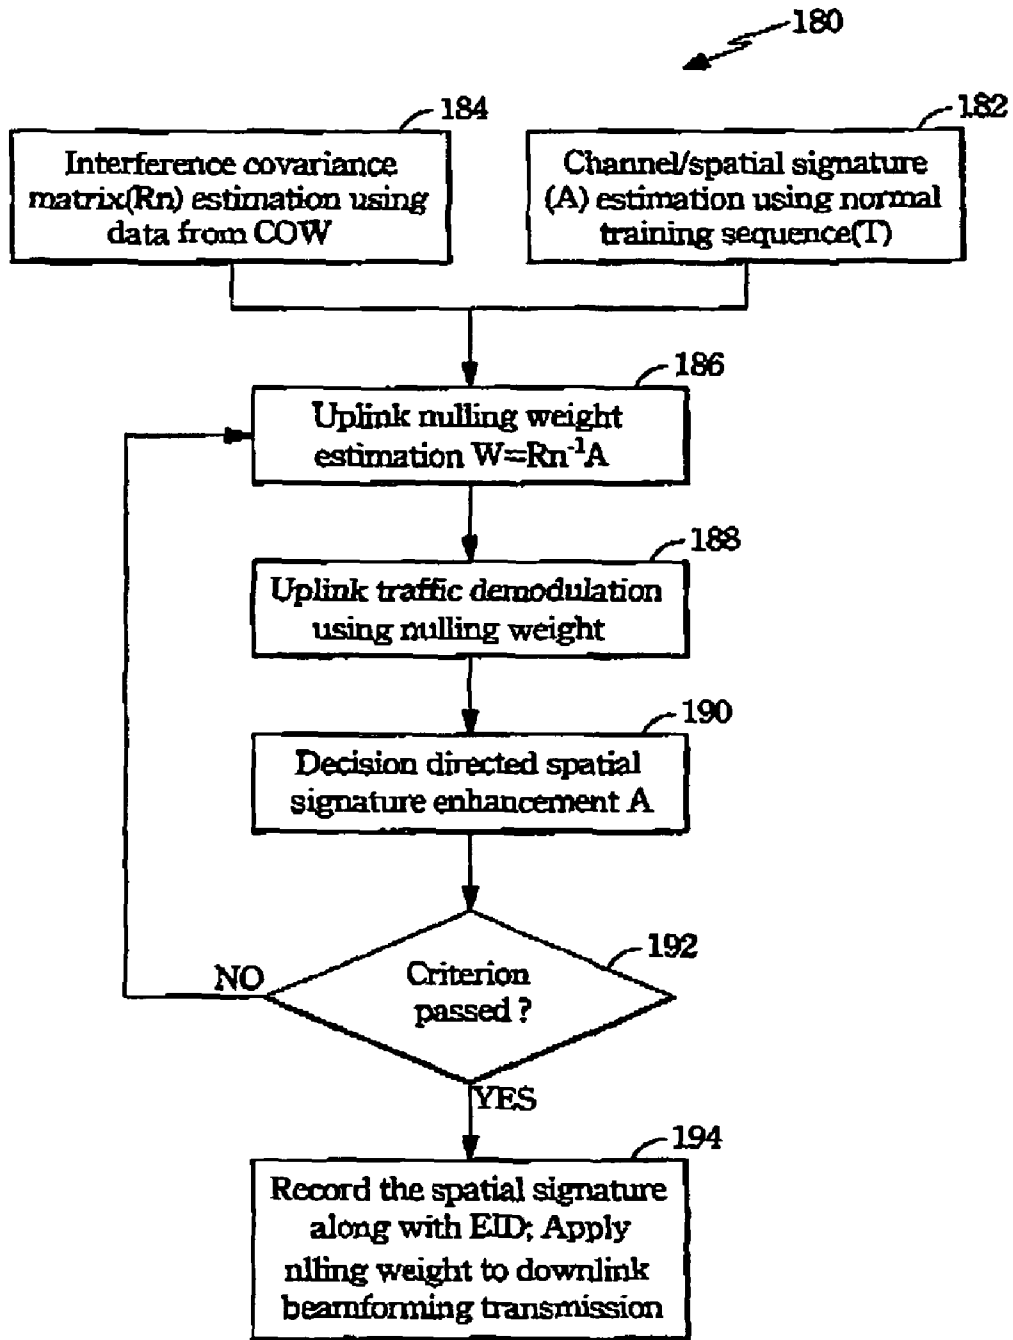 180
184
Interference covariance
matrix(Rn) estimation using
data from COW
182
Channel/spatial signature
(A) estimation using normal
training sequence(T)
186
Uplink nulling weight
estimation W=Rn⁻¹A
188
Uplink traffic demodulation
using nulling weight
190
Decision directed spatial
signature enhancement A
192
Criterion
passed ?
NO
YES
194
Record the spatial signature
along with EID; Apply
nlling weight to downlink
beamforming transmission